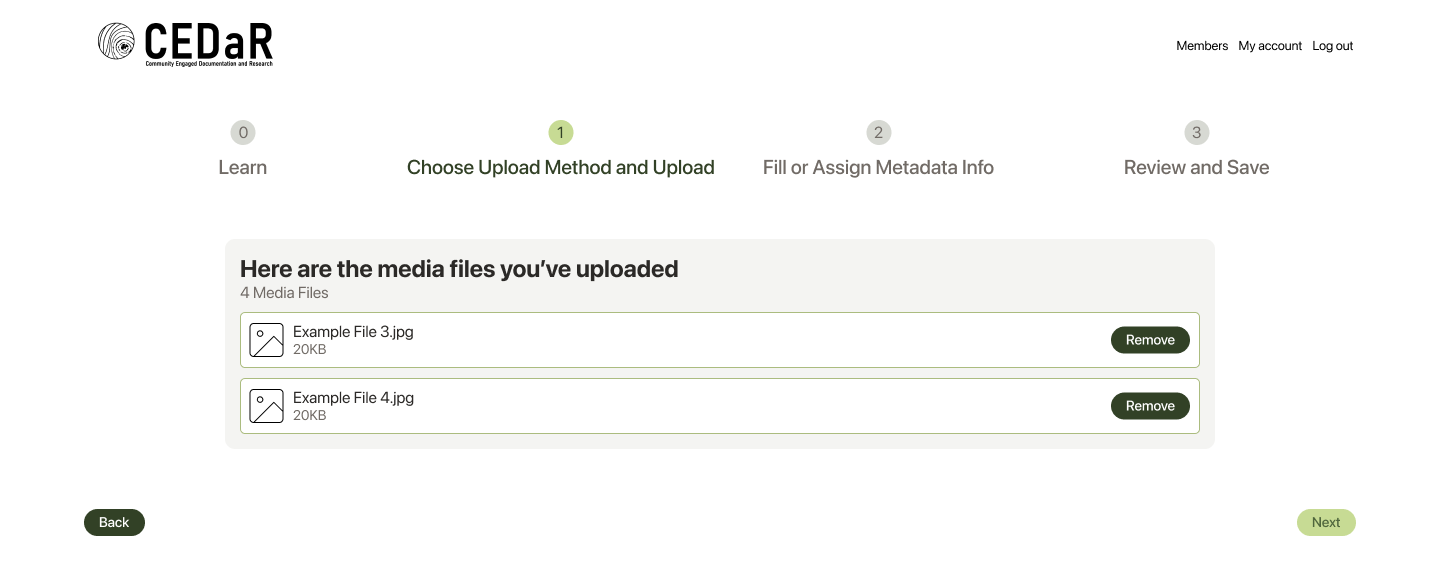 CEDaR
Community Engaged Documentation and Research
Members My account Log out
0 1 2 3
Learn Choose Upload Method and Upload Fill or Assign Metadata Info Review and Save
Here are the media files you’ve uploaded
4 Media Files
Example File 3.jpg
20KB
Remove
Example File 4.jpg
20KB
Remove
Back Next